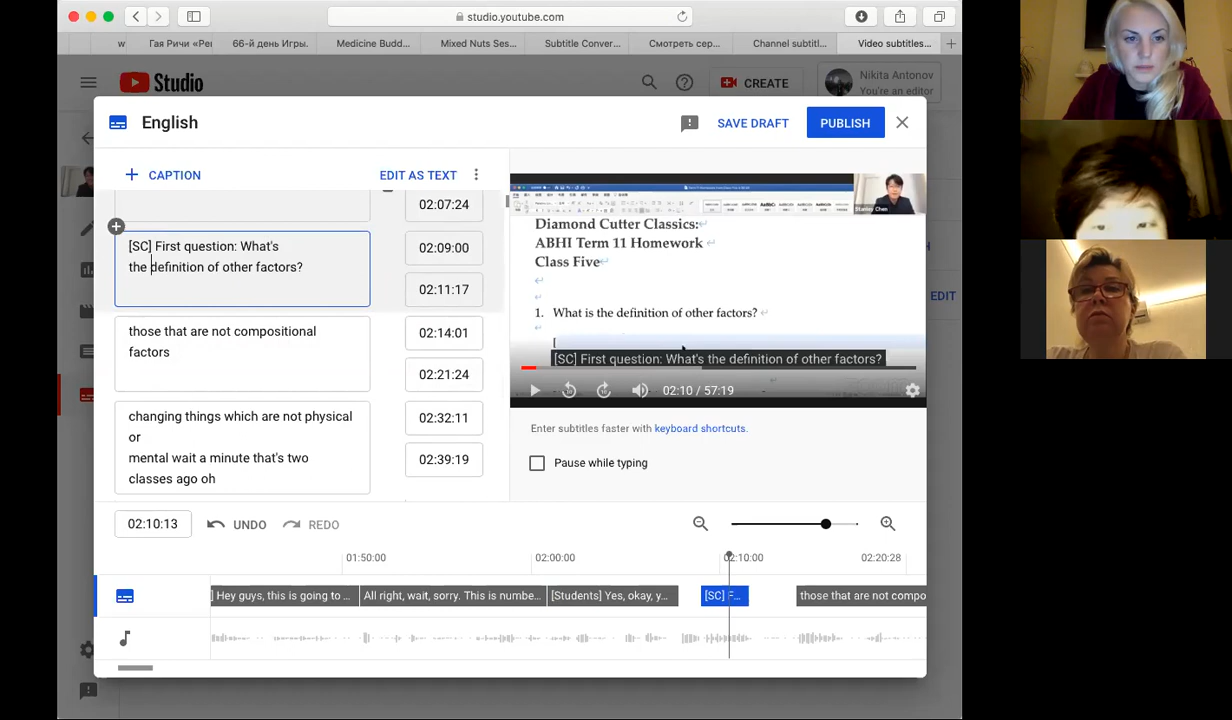 studio.youtube.com
w
Гая Ричи «Рев
66-й день Игры.
Medicine Budd...
Mixed Nuts Ses...
Subtitle Conver...
Смотреть сер...
Channel subtitl...
Video subtitles...
Studio
CREATE
Nikita Antonov
You're an editor
English
SAVE DRAFT
PUBLISH
CAPTION
EDIT AS TEXT
02:07:24
[SC] First question: What's
the definition of other factors?
02:09:00
02:11:17
those that are not compositional
factors
02:14:01
02:21:24
changing things which are not physical
or
mental wait a minute that's two
classes ago oh
02:32:11
02:39:19
Stanley Chen
Diamond Cutter Classics:
ABHI Term 11 Homework
Class Five
1. What is the definition of other factors?
[
[SC] First question: What's the definition of other factors?
02:10 / 57:19
Enter subtitles faster with keyboard shortcuts.
Pause while typing
EDIT
02:10:13
UNDO
REDO
01:50:00
02:00:00
02:10:00
02:20:28
] Hey guys, this is going to ...
All right, wait, sorry. This is numbe...
[Students] Yes, okay, y...
[SC] F...
those that are not compo